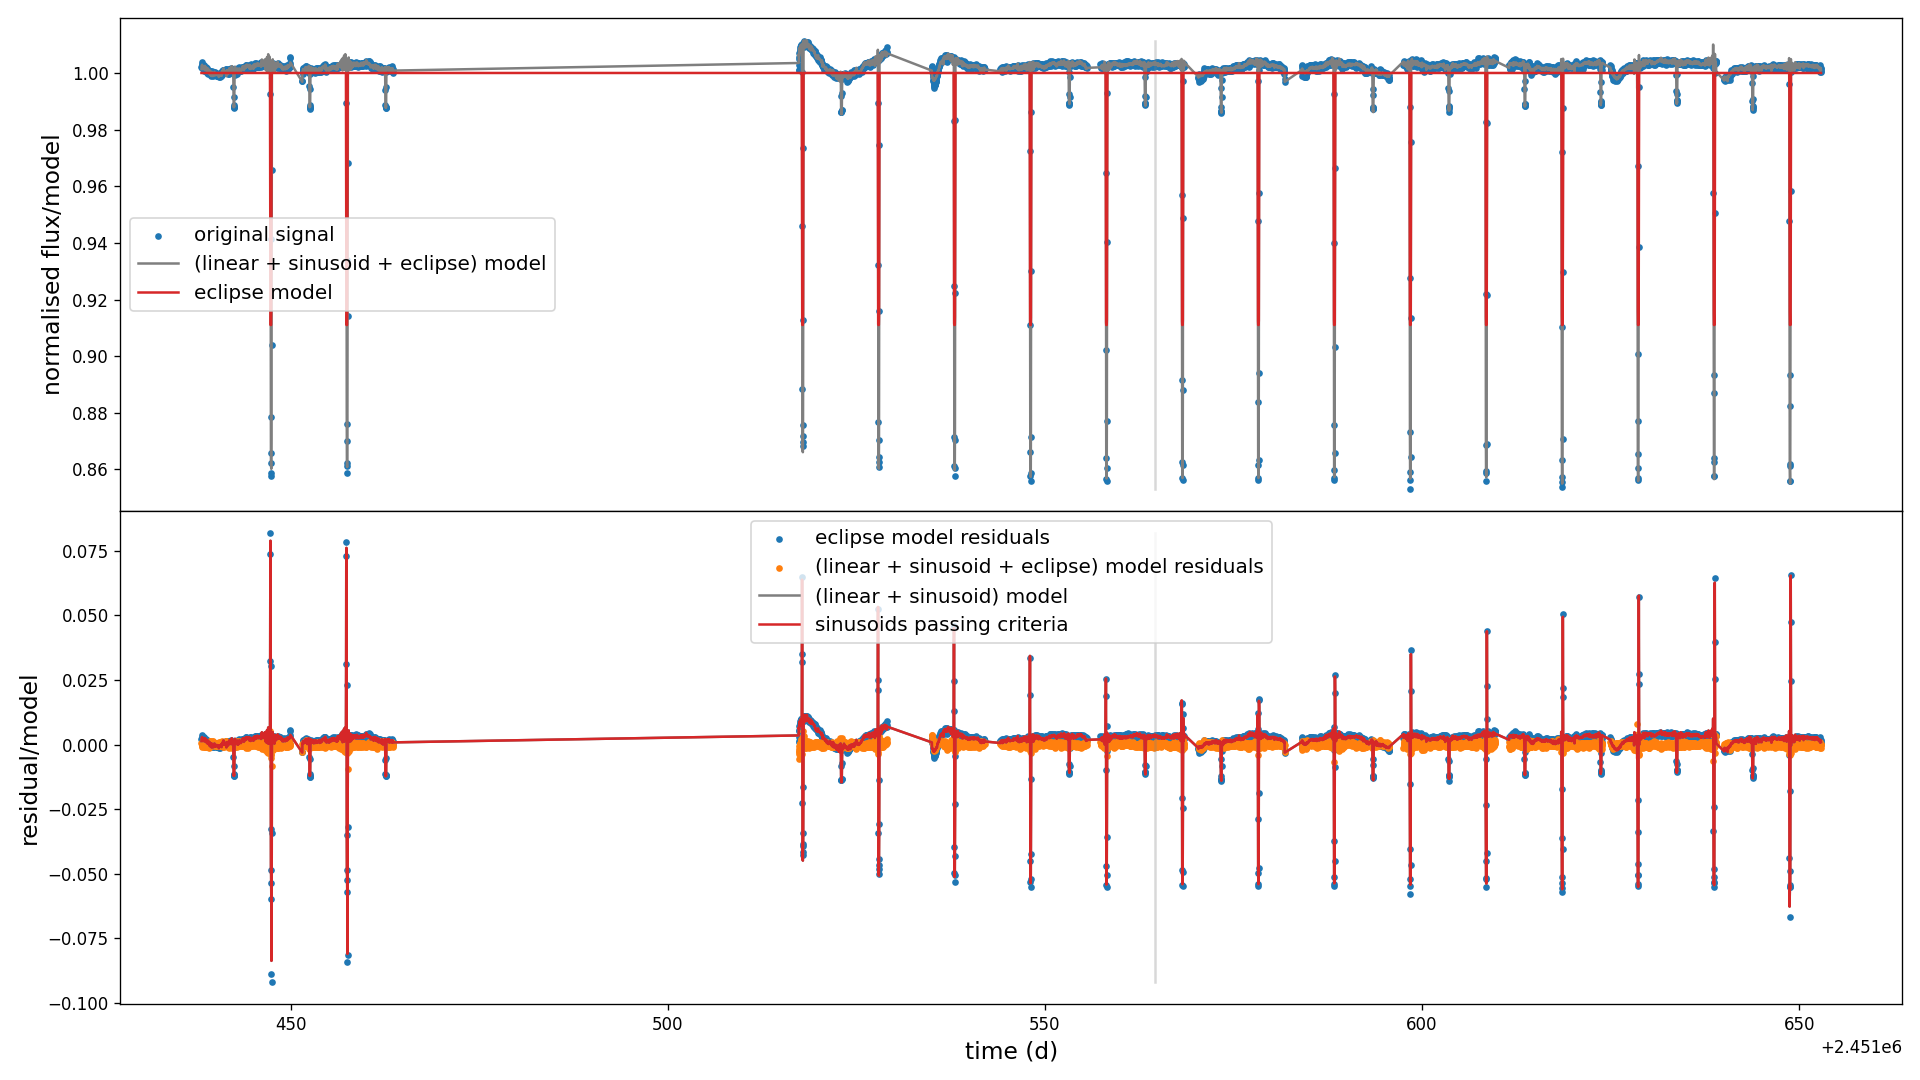 1.00
0.98
0.96
0.94
0.92
0.90
0.88
0.86
normalised flux/model
original signal
(linear + sinusoid + eclipse) model
eclipse model
0.075
0.050
0.025
0.000
−0.025
−0.050
−0.075
−0.100
residual/model
eclipse model residuals
(linear + sinusoid + eclipse) model residuals
(linear + sinusoid) model
sinusoids passing criteria
450 500 550 600 650
time (d)
+2.451e6